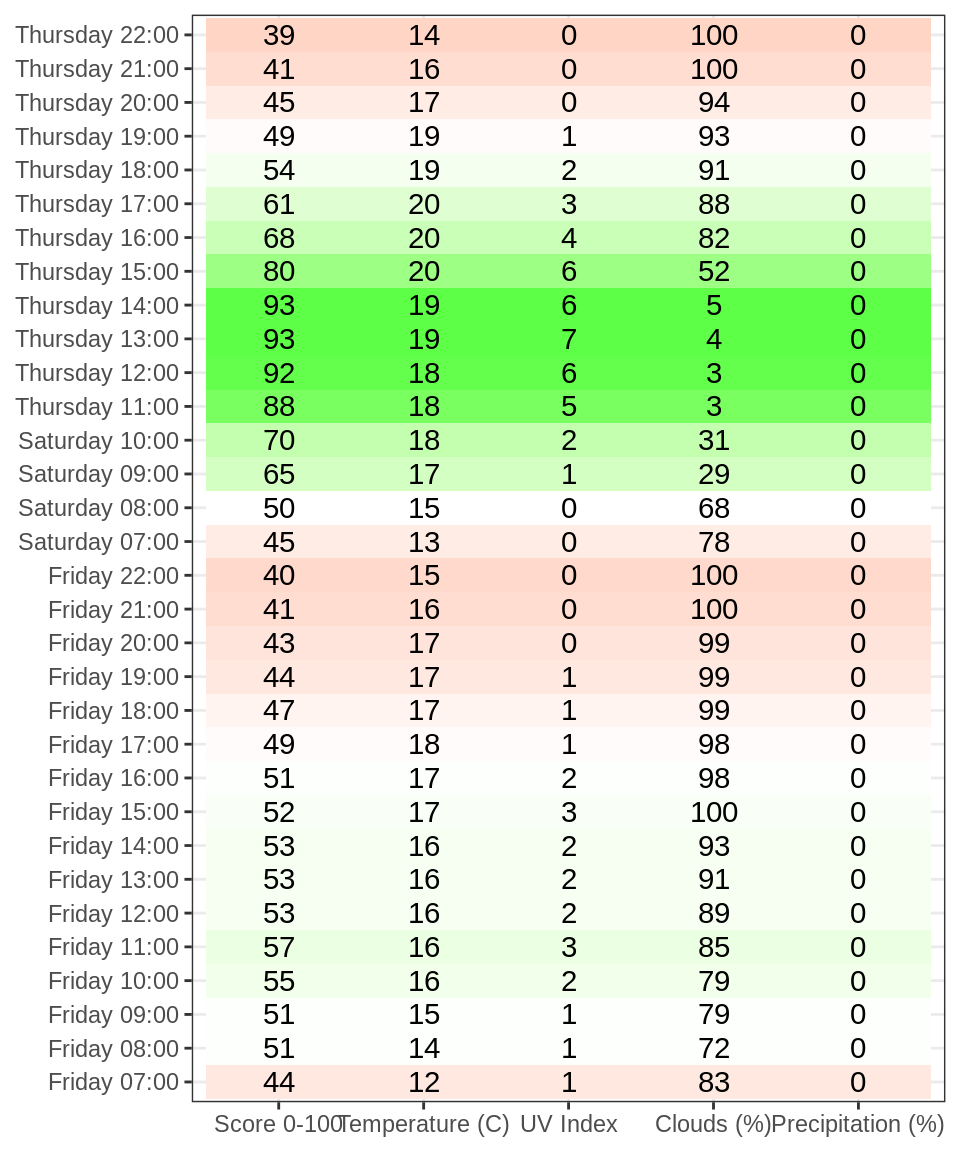 Thursday 22:00 39 14 0 100 0
Thursday 21:00 41 16 0 100 0
Thursday 20:00 45 17 0 94 0
Thursday 19:00 49 19 1 93 0
Thursday 18:00 54 19 2 91 0
Thursday 17:00 61 20 3 88 0
Thursday 16:00 68 20 4 82 0
Thursday 15:00 80 20 6 52 0
Thursday 14:00 93 19 6 5 0
Thursday 13:00 93 19 7 4 0
Thursday 12:00 92 18 6 3 0
Thursday 11:00 88 18 5 3 0
Saturday 10:00 70 18 2 31 0
Saturday 09:00 65 17 1 29 0
Saturday 08:00 50 15 0 68 0
Saturday 07:00 45 13 0 78 0
Friday 22:00 40 15 0 100 0
Friday 21:00 41 16 0 100 0
Friday 20:00 43 17 0 99 0
Friday 19:00 44 17 1 99 0
Friday 18:00 47 17 1 99 0
Friday 17:00 49 18 1 98 0
Friday 16:00 51 17 2 98 0
Friday 15:00 52 17 3 100 0
Friday 14:00 53 16 2 93 0
Friday 13:00 53 16 2 91 0
Friday 12:00 53 16 2 89 0
Friday 11:00 57 16 3 85 0
Friday 10:00 55 16 2 79 0
Friday 09:00 51 15 1 79 0
Friday 08:00 51 14 1 72 0
Friday 07:00 44 12 1 83 0
Score 0-100 Temperature (C) UV Index Clouds (%) Precipitation (%)